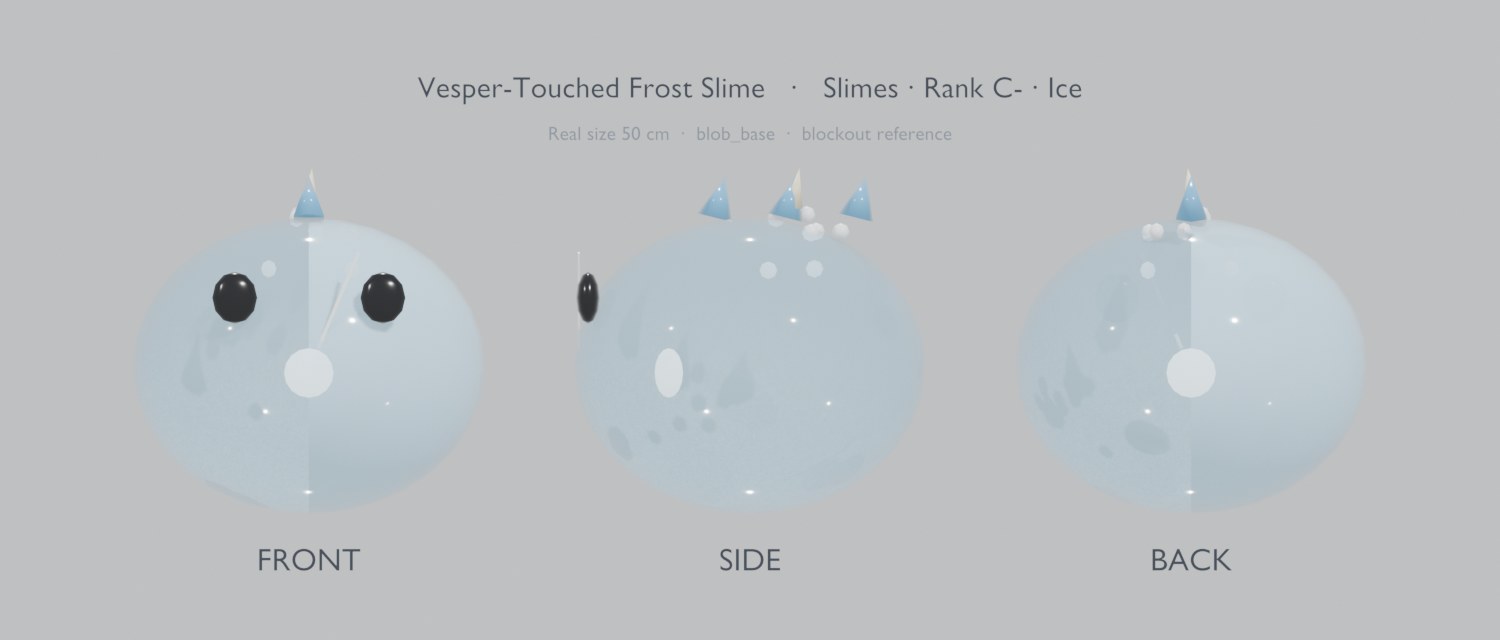 Vesper-Touched Frost Slime · Slimes · Rank C- · Ice
Real size 50 cm · blob_base · blockout reference
FRONT
SIDE
BACK